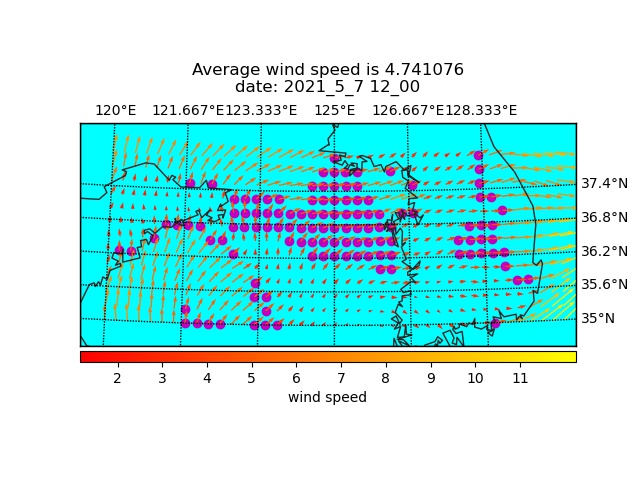 Average wind speed is 4.741076
date: 2021_5_7 12_00
120°E 121.667°E 123.333°E 125°E 126.667°E 128.333°E
37.4°N
36.8°N
36.2°N
35.6°N
35°N
2 3 4 5 6 7 8 9 10 11
wind speed